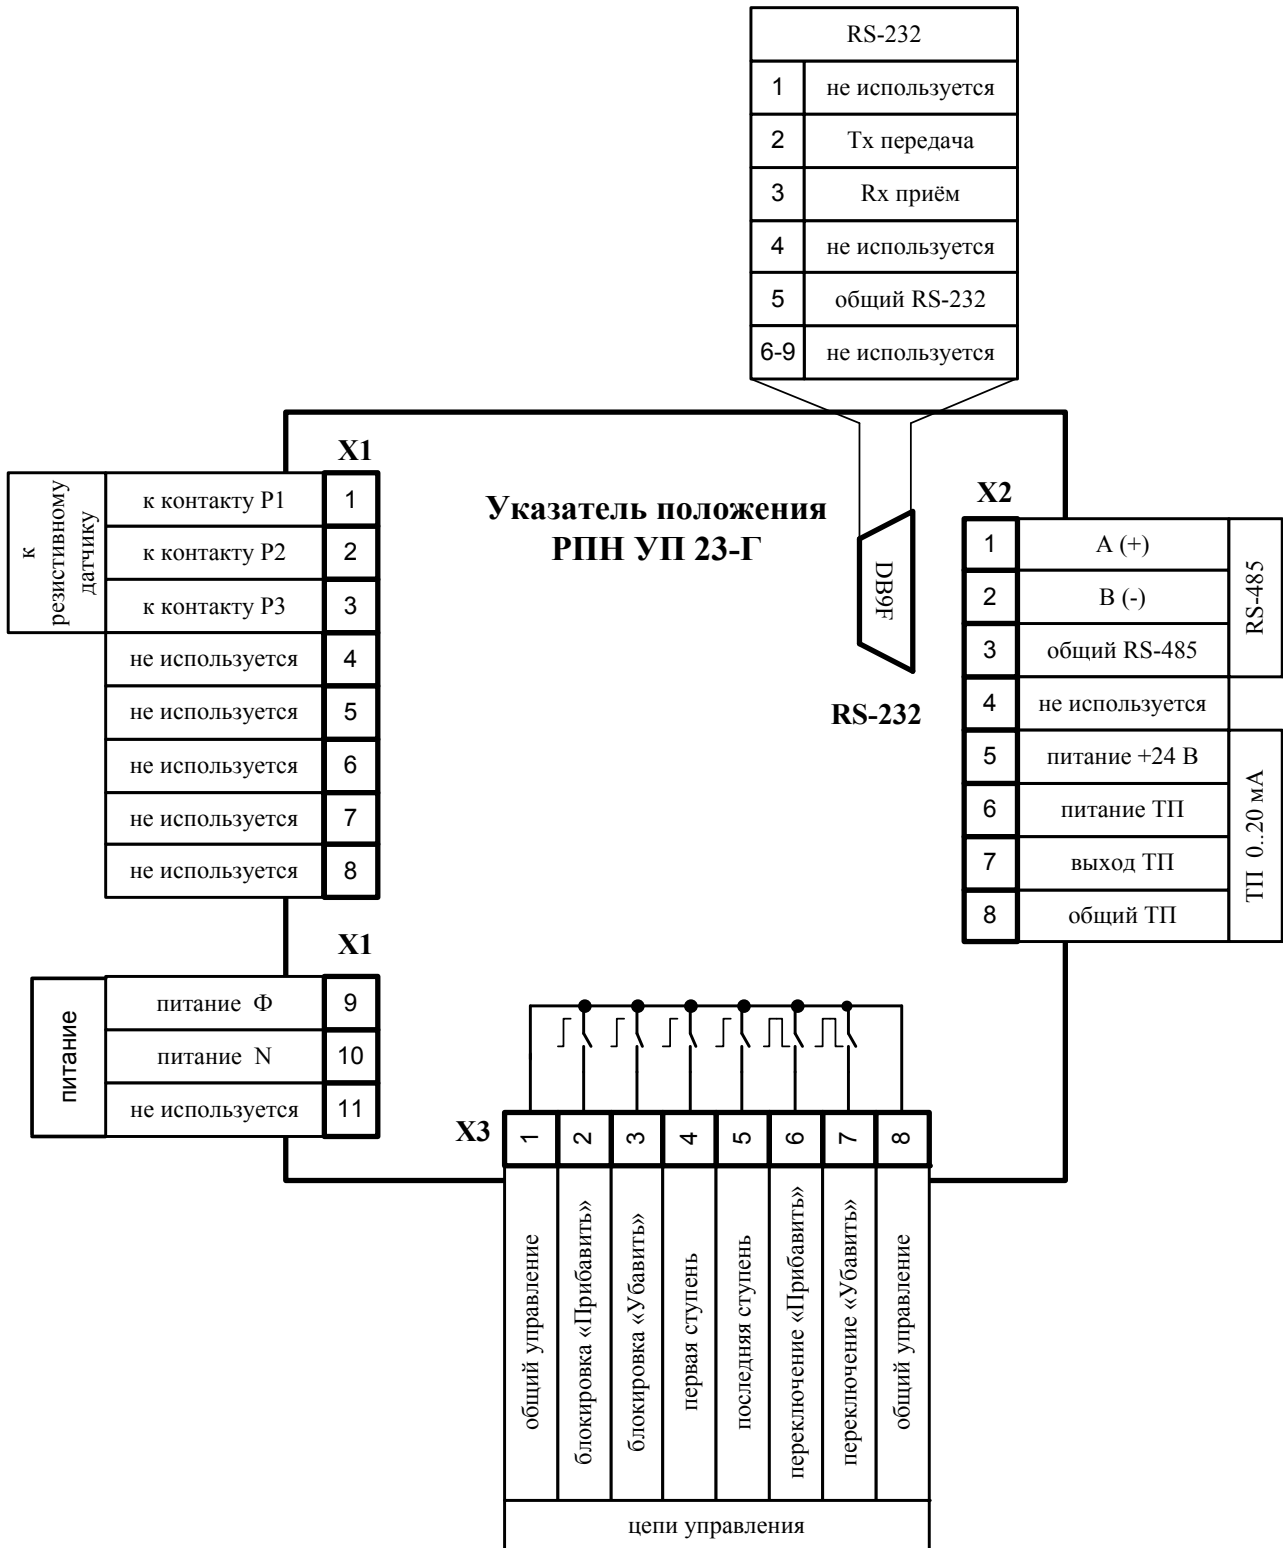 RS-232
1 не используется
2 Tx передача
3 Rx приём
4 не используется
5 общий RS-232
6-9 не используется
Указатель положения
РПН УП 23-Г
DB9F
RS-232
X1
к
резистивному
датчику
к контакту Р1 1
к контакту Р2 2
к контакту Р3 3
не используется 4
не используется 5
не используется 6
не используется 7
не используется 8
X1
питание
питание Ф 9
питание N 10
не используется 11
X2
1 A (+)
2 B (-)
3 общий RS-485
RS-485
4 не используется
5 питание +24 В
6 питание ТП
7 выход ТП
8 общий ТП
ТП 0..20 мА
X3
1 общий управление
2 блокировка «Прибавить»
3 блокировка «Убавить»
4 первая ступень
5 последняя ступень
6 переключение «Прибавить»
7 переключение «Убавить»
8 общий управление
цепи управления